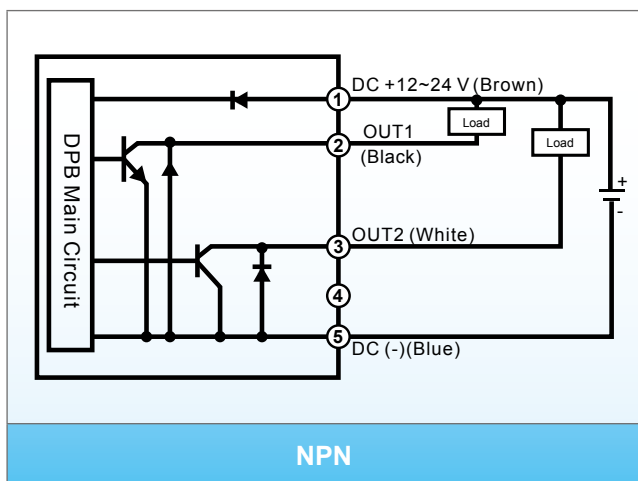 DC +12~24 V (Brown)
1
Load
OUT1
2
(Black)
Load
+
-
DPB Main Circuit
OUT2 (White)
3
4
5
DC (-)(Blue)
NPN